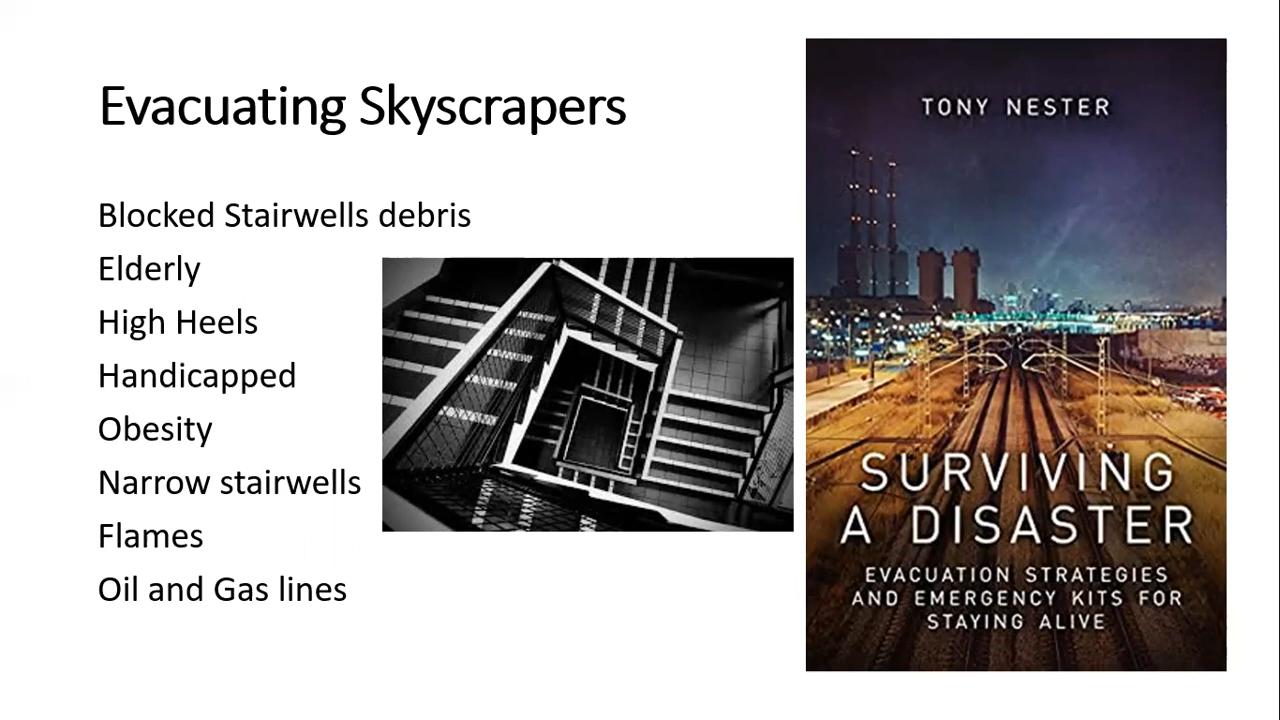 Evacuating Skyscrapers
Blocked Stairwells debris
Elderly
High Heels
Handicapped
Obesity
Narrow stairwells
Flames
Oil and Gas lines
TONY NESTER
SURVIVING
A DISASTER
EVACUATION STRATEGIES
AND EMERGENCY KITS FOR
STAYING ALIVE